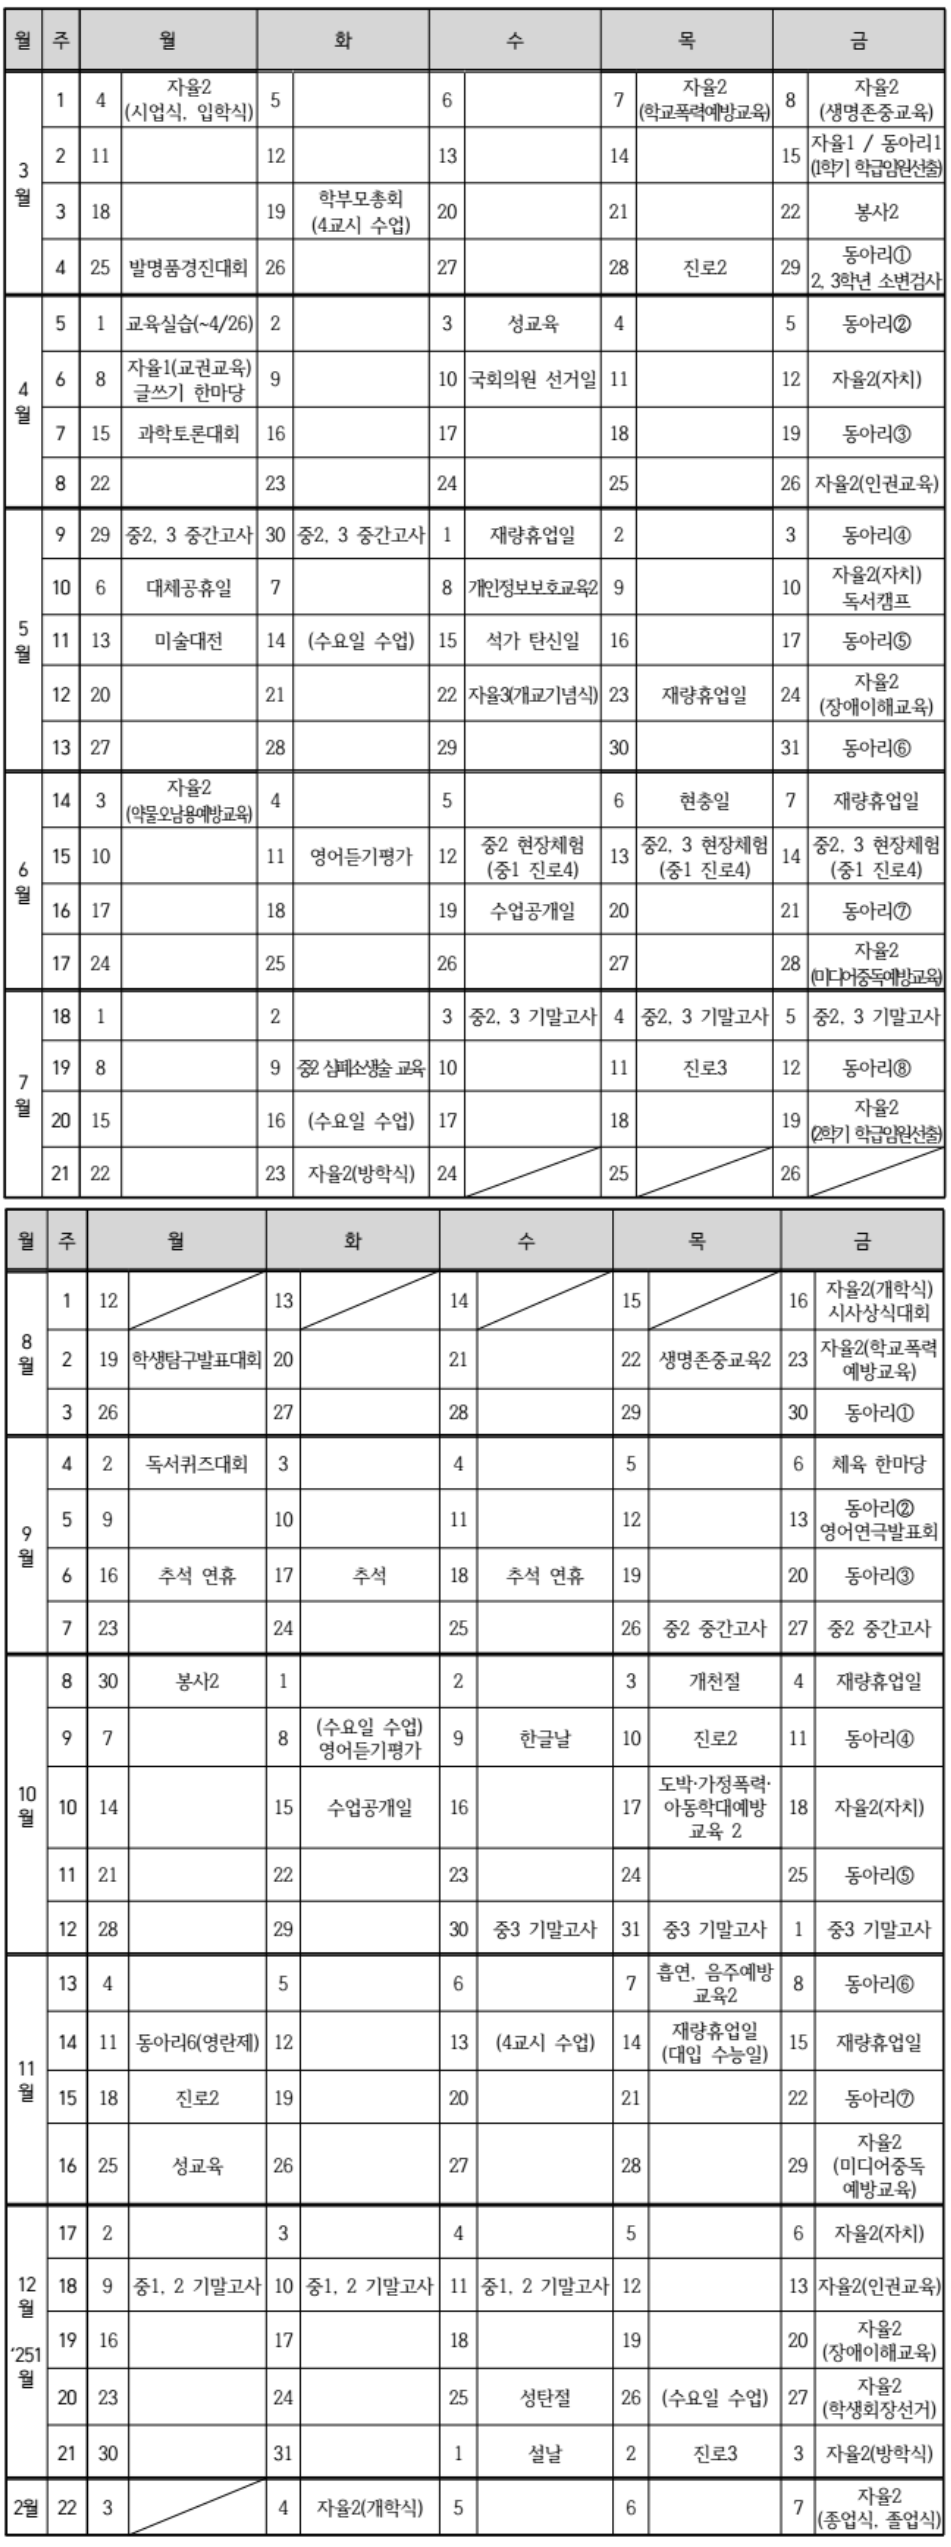 월 주 월 화 수 목 금
3월 1 4 자율2 5 6 7 자율2 8 자율2
(시업식, 입학식) (학교폭력예방교육) (생명존중교육)
2 11 12 13 14 15 자율1 / 동아리1
(1학기 학급임원선출)
3 18 19 학부모총회 20 21 22 봉사2
(4교시 수업)
4 25 발명품경진대회 26 27 28 진로2 29 동아리①
2, 3학년 소변검사
4월 5 1 교육실습(~4/26) 2 3 성교육 4 5 동아리②
6 8 자율1(교권교육) 9 10 국회의원 선거일 11 12 자율2(자치)
글쓰기 한마당
7 15 과학토론대회 16 17 18 19 동아리③
8 22 23 24 25 26 자율2(인권교육)
5월 9 29 중2, 3 중간고사 30 중2, 3 중간고사 1 재량휴업일 2 3 동아리④
10 6 대체공휴일 7 8 개인정보보호교육2 9 10 자율2(자치)
독서캠프
11 13 미술대전 14 (수요일 수업) 15 석가 탄신일 16 17 동아리⑤
12 20 21 22 자율3(개교기념식) 23 재량휴업일 24 자율2
(장애이해교육)
13 27 28 29 30 31 동아리⑥
6월 14 3 자율2 4 5 6 현충일 7 재량휴업일
(약물오남용예방교육)
15 10 11 영어듣기평가 12 중2 현장체험 13 중2, 3 현장체험 14 중2, 3 현장체험
(중1 진로4) (중1 진로4) (중1 진로4)
16 17 18 19 수업공개일 20 21 동아리⑦
17 24 25 26 27 28 자율2
(미디어중독예방교육)
7월 18 1 2 3 중2, 3 기말고사 4 중2, 3 기말고사 5 중2, 3 기말고사
19 8 9 중2 심폐소생술 교육 10 11 진로3 12 동아리⑧
20 15 16 (수요일 수업) 17 18 19 자율2
(2학기 학급임원선출)
21 22 23 자율2(방학식) 24 25 26
월 주 월 화 수 목 금
8월 1 12 13 14 15 16 자율2(개학식)
시사상식대회
2 19 학생탐구발표대회 20 21 22 생명존중교육2 23 자율2(학교폭력
예방교육)
3 26 27 28 29 30 동아리①
9월 4 2 독서퀴즈대회 3 4 5 6 체육 한마당
5 9 10 11 12 13 동아리②
영어연극발표회
6 16 추석 연휴 17 추석 18 추석 연휴 19 20 동아리③
7 23 24 25 26 중2 중간고사 27 중2 중간고사
10월 8 30 봉사2 1 2 3 개천절 4 재량휴업일
9 7 8 (수요일 수업) 9 한글날 10 진로2 11 동아리④
영어듣기평가
10 14 15 수업공개일 16 17 도박·가정폭력· 18 자율2(자치)
아동학대예방
교육 2
11 21 22 23 24 25 동아리⑤
12 28 29 30 중3 기말고사 31 중3 기말고사 1 중3 기말고사
11월 13 4 5 6 7 흡연, 음주예방 8 동아리⑥
교육2
14 11 동아리6(영란제) 12 13 (4교시 수업) 14 재량휴업일 15 재량휴업일
(대입 수능일)
15 18 진로2 19 20 21 22 동아리⑦
16 25 성교육 26 27 28 29 자율2
(미디어중독
예방교육)
12월 '251월 17 2 3 4 5 6 자율2(자치)
18 9 중1, 2 기말고사 10 중1, 2 기말고사 11 중1, 2 기말고사 12 13 자율2(인권교육)
19 16 17 18 19 20 자율2
(장애이해교육)
20 23 24 25 성탄절 26 (수요일 수업) 27 자율2
(학생회장선거)
21 30 31 1 설날 2 진로3 3 자율2(방학식)
2월 22 3 4 자율2(개학식) 5 6 7 자율2
(종업식, 졸업식)